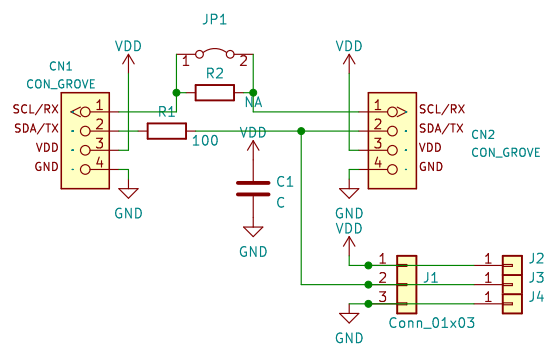 JP1
1 2
VDD
VDD
CN1
CON_GROVE
R2
NA
R1
100
SCL/RX 1
SDA/TX 2
VDD 3
GND 4
1 SCL/RX
2 SDA/TX
3 VDD
4 GND
CN2
CON_GROVE
VDD
C1
C
GND
GND
GND
VDD
1
2
3
J1
Conn_01x03
GND
1 J2
1 J3
1 J4